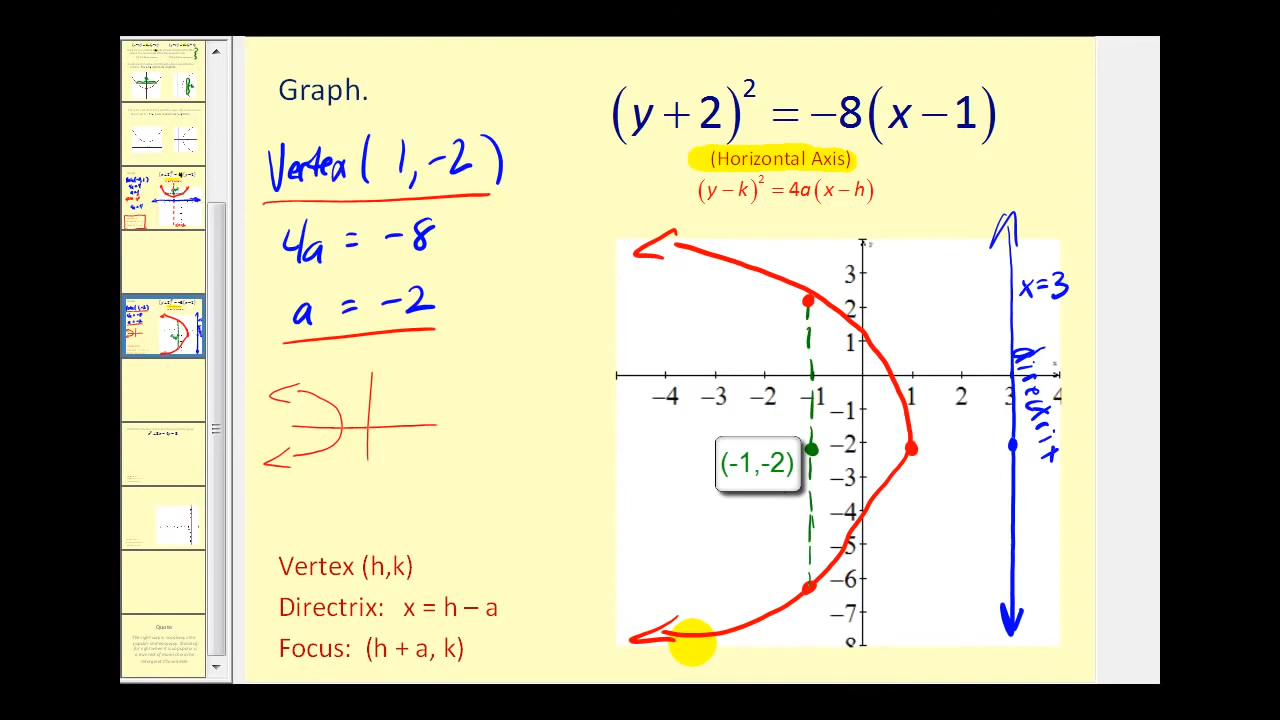 Graph.
(y + 2)² = −8(x − 1)
(Horizontal Axis)
(y − k)² = 4a(x − h)
Vertex (1, -2)
4a = -8
a = -2
y
3
2
1
x
−4 −3 −2 −1 1 2 3 4
−1
−2
−3
−4
−5
−6
−7
8
x=3
directrix
(-1,-2)
Vertex (h,k)
Directrix: x = h − a
Focus: (h + a, k)
Quote